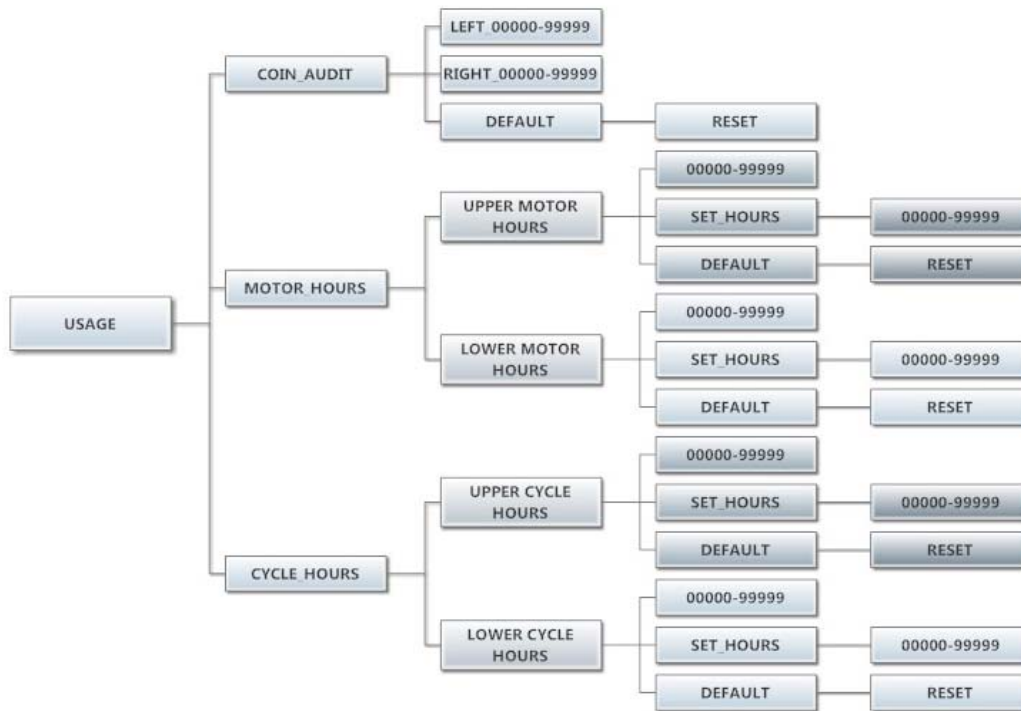 LEFT_00000-99999
COIN_AUDIT
RIGHT_00000-99999
DEFAULT
RESET
00000-99999
UPPER MOTOR
HOURS
SET_HOURS
00000-99999
DEFAULT
RESET
MOTOR_HOURS
00000-99999
USAGE
LOWER MOTOR
HOURS
SET_HOURS
00000-99999
DEFAULT
RESET
00000-99999
UPPER CYCLE
HOURS
SET_HOURS
00000-99999
DEFAULT
RESET
CYCLE_HOURS
00000-99999
LOWER CYCLE
HOURS
SET_HOURS
00000-99999
DEFAULT
RESET